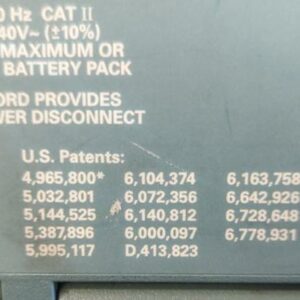 0 Hz CAT II
40V~ (±10%)
MAXIMUM OR
BATTERY PACK
ORD PROVIDES
WER DISCONNECT
U.S. Patents:
4,965,800* 6,104,374 6,163,758
5,032,801 6,072,356 6,642,926
5,144,525 6,140,812 6,728,648
5,387,896 6,000,097 6,778,931
5,995,117 D,413,823